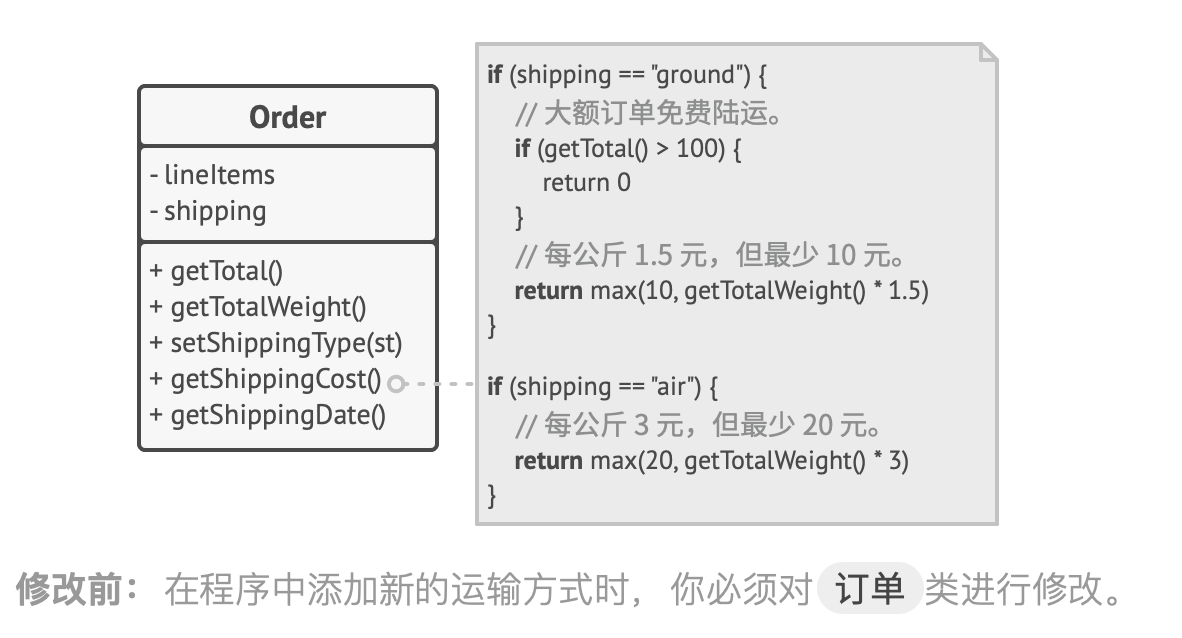 Order
- lineItems
- shipping
+ getTotal()
+ getTotalWeight()
+ setShippingType(st)
+ getShippingCost()
+ getShippingDate()
if (shipping == "ground") {
// 大额订单免费陆运。
if (getTotal() > 100) {
return 0
}
// 每公斤 1.5 元，但最少 10 元。
return max(10, getTotalWeight() * 1.5)
}
if (shipping == "air") {
// 每公斤 3 元，但最少 20 元。
return max(20, getTotalWeight() * 3)
}
修改前： 在程序中添加新的运输方式时， 你必须对 订单 类进行修改。